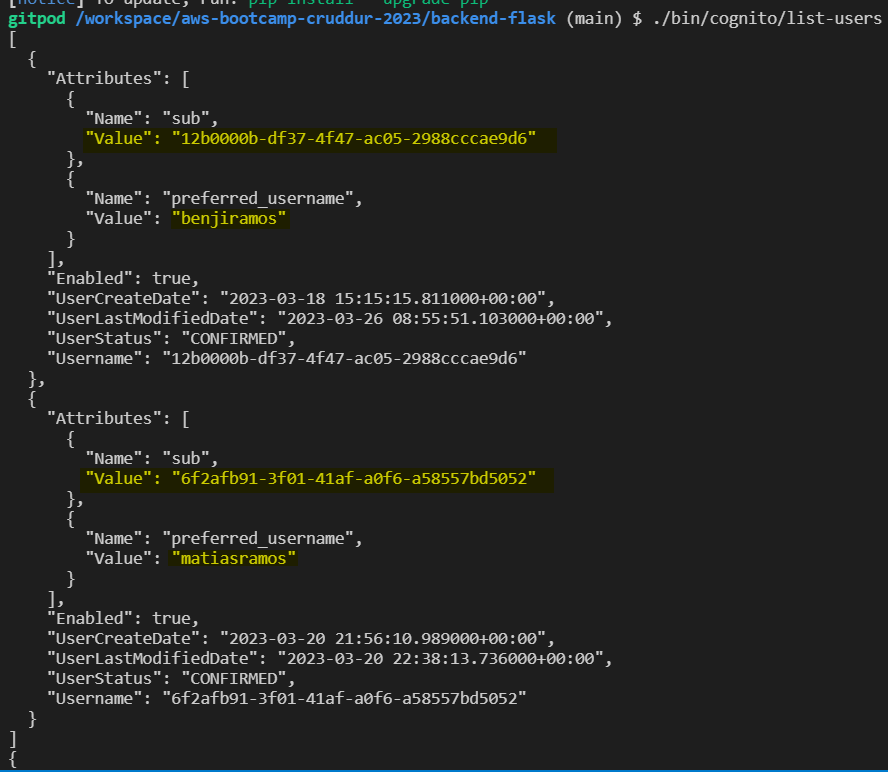 [notice] To update, run: pip install --upgrade pip
gitpod /workspace/aws-bootcamp-cruddur-2023/backend-flask (main) $ ./bin/cognito/list-users
[
  {
    "Attributes": [
      {
        "Name": "sub",
        "Value": "12b0000b-df37-4f47-ac05-2988cccae9d6"
      },
      {
        "Name": "preferred_username",
        "Value": "benjiramos"
      }
    ],
    "Enabled": true,
    "UserCreateDate": "2023-03-18 15:15:15.811000+00:00",
    "UserLastModifiedDate": "2023-03-26 08:55:51.103000+00:00",
    "UserStatus": "CONFIRMED",
    "Username": "12b0000b-df37-4f47-ac05-2988cccae9d6"
  },
  {
    "Attributes": [
      {
        "Name": "sub",
        "Value": "6f2afb91-3f01-41af-a0f6-a58557bd5052"
      },
      {
        "Name": "preferred_username",
        "Value": "matiasramos"
      }
    ],
    "Enabled": true,
    "UserCreateDate": "2023-03-20 21:56:10.989000+00:00",
    "UserLastModifiedDate": "2023-03-20 22:38:13.736000+00:00",
    "UserStatus": "CONFIRMED",
    "Username": "6f2afb91-3f01-41af-a0f6-a58557bd5052"
  }
]
{